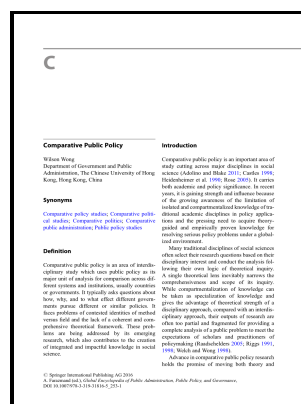 C
Comparative Public Policy
Wilson Wong
Department of Government and Public
Administration, The Chinese University of Hong
Kong, Hong Kong, China
Synonyms
Comparative policy studies; Comparative politi-
cal studies; Comparative politics; Comparative
public administration; Public policy studies
Definition
Comparative public policy is an area of interdis-
ciplinary study which uses public policy as its
major unit of analysis for comparison across dif-
ferent systems and institutions, usually countries
or governments. It typically asks questions about
how, why, and to what effect different govern-
ments pursue different or similar policies. It
faces problems of contested identities of method
versus field and the lack of a coherent and com-
prehensive theoretical framework. These prob-
lems are being addressed by its emerging
research, which also contributes to the creation
of integrated and impactful knowledge in social
science.
Introduction
Comparative public policy is an important area of
study cutting across major disciplines in social
science (Adolino and Blake 2011; Castles 1998;
Heidenheimer et al. 1990; Rose 2005). It carries
both academic and policy significance. In recent
years, it is gaining strength and influence because
of the growing awareness of the limitation of
isolated and compartmentalized knowledge of tra-
ditional academic disciplines in policy applica-
tions and the pressing need to acquire theory-
guided and empirically proven knowledge for
resolving serious policy problems under a global-
ized environment.
Many traditional disciplines of social sciences
often select their research questions based on their
disciplinary interest and conduct the analysis fol-
lowing their own logic of theoretical inquiry.
A single theoretical lens inevitably narrows the
comprehensiveness and scope of its inquiry.
While compartmentalization of knowledge can
be taken as specialization of knowledge and
gives the advantage of theoretical strength of a
disciplinary approach, compared with an interdis-
ciplinary approach, their outputs of research are
often too partial and fragmented for providing a
complete analysis of a public problem to meet the
expectations of scholars and practitioners of
policymaking (Raadschelders 2005; Riggs 1991,
1998; Welch and Wong 1998).
Advance in comparative public policy research
holds the promise of moving both theory and
© Springer International Publishing AG 2016
A. Farazmand (ed.), Global Encyclopedia of Public Administration, Public Policy, and Governance,
DOI 10.1007/978-3-319-31816-5_253-1